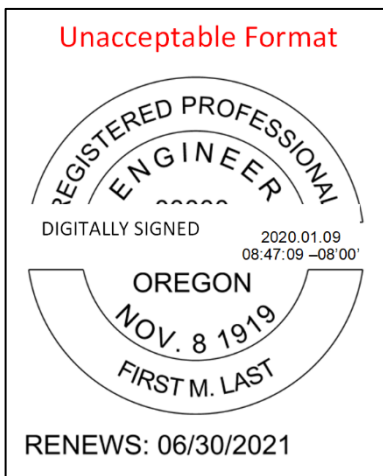 Unacceptable Format
REGISTERED PROFESSIONAL
ENGINEER
DIGITALLY SIGNED
2020.01.09
08:47:09 –08'00'
OREGON
NOV. 8 1919
FIRST M. LAST
RENEWS: 06/30/2021